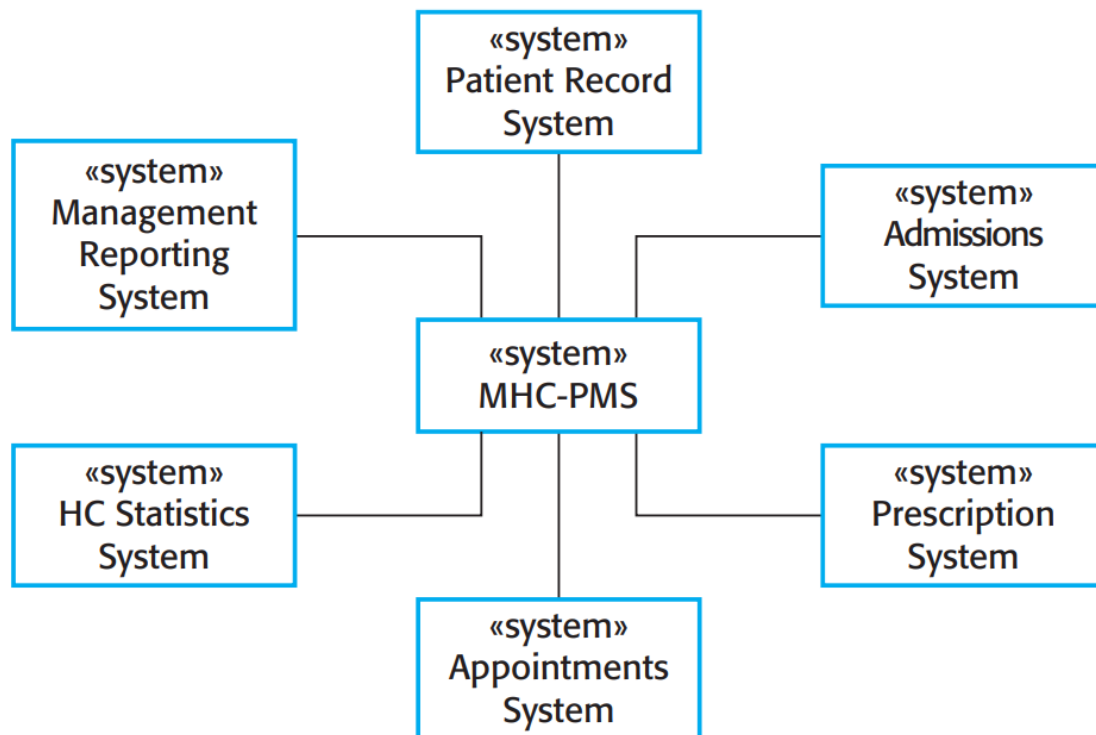 «system»
Patient Record
System
«system»
Management
Reporting
System
«system»
Admissions
System
«system»
MHC-PMS
«system»
HC Statistics
System
«system»
Prescription
System
«system»
Appointments
System